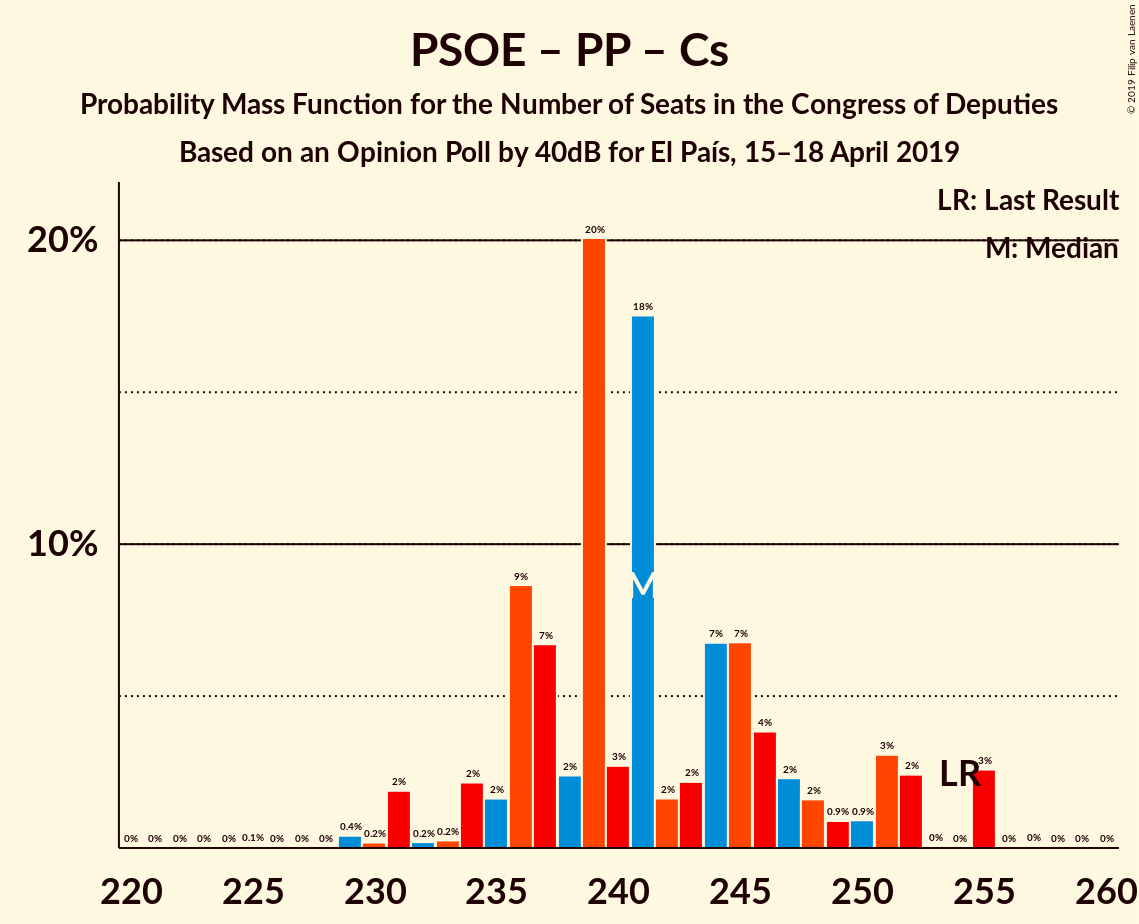 © 2019 Filip van Laenen
PSOE – PP – Cs
Probability Mass Function for the Number of Seats in the Congress of Deputies
Based on an Opinion Poll by 40dB for El País, 15–18 April 2019
LR: Last Result
M: Median
20%
10%
0% 0% 0% 0% 0% 0.1% 0% 0% 0% 0.4% 0.2% 2% 0.2% 0.2% 2% 2% 9% 7% 2% 20% 3% 18% 2% 2% 7% 7% 4% 2% 2% 0.9% 0.9% 3% 2% 0% 0% 3% 0% 0% 0% 0% 0%
M
LR
220 225 230 235 240 245 250 255 260